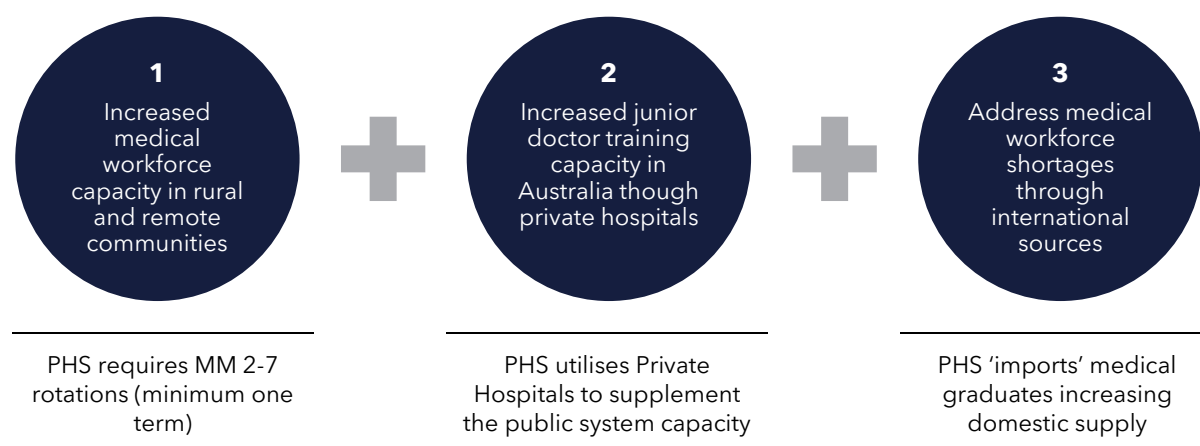 1
Increased
medical
workforce
capacity in rural
and remote
communities
2
Increased junior
doctor training
capacity in
Australia though
private hospitals
3
Address medical
workforce
shortages
through
international
sources
PHS requires MM 2-7
rotations (minimum one
term)
PHS utilises Private
Hospitals to supplement
the public system capacity
PHS ‘imports’ medical
graduates increasing
domestic supply